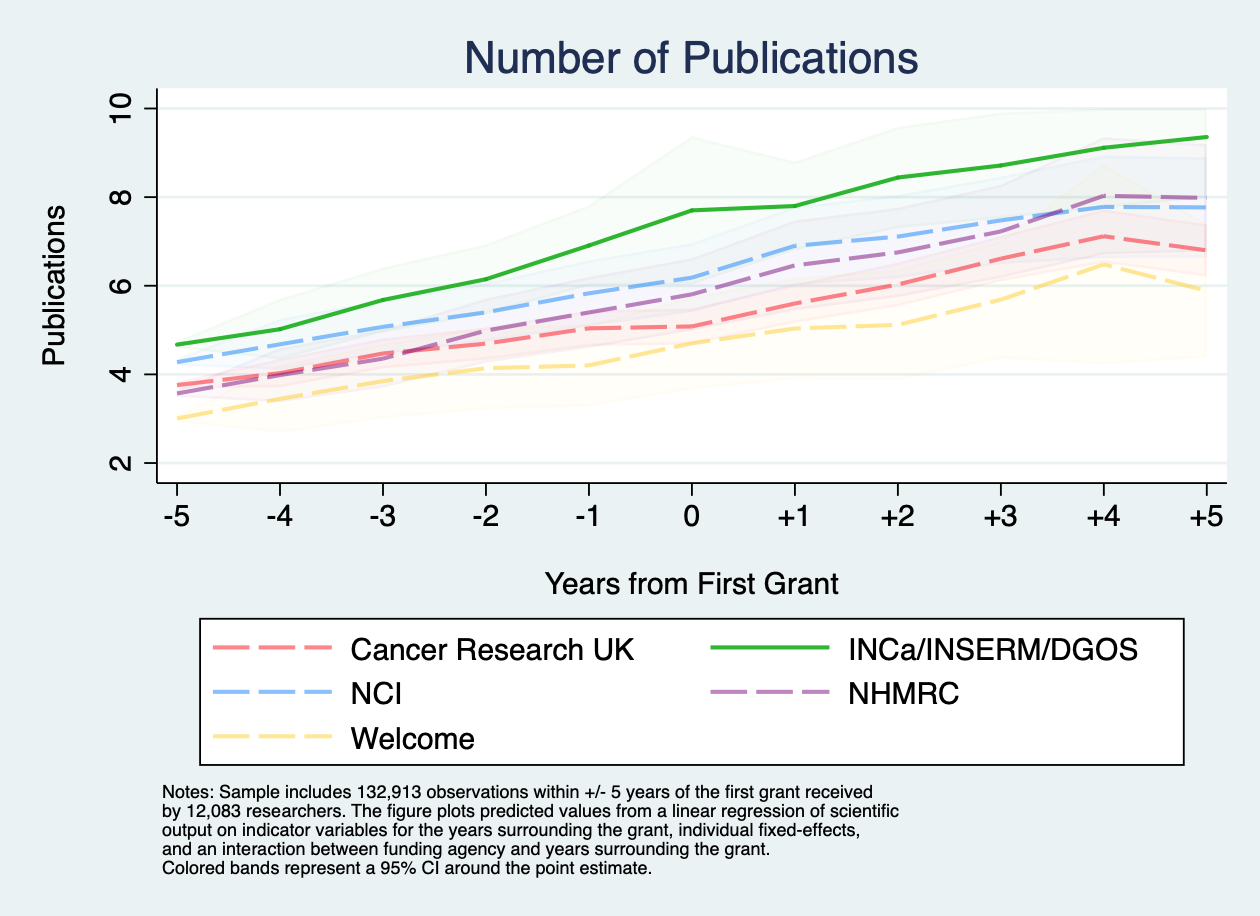 Number of Publications
Publications
10
8
6
4
2
-5 -4 -3 -2 -1 0 +1 +2 +3 +4 +5
Years from First Grant
Cancer Research UK INCa/INSERM/DGOS
NCI NHMRC
Welcome
Notes: Sample includes 132,913 observations within +/- 5 years of the first grant received
by 12,083 researchers. The figure plots predicted values from a linear regression of scientific
output on indicator variables for the years surrounding the grant, individual fixed-effects,
and an interaction between funding agency and years surrounding the grant.
Colored bands represent a 95% CI around the point estimate.